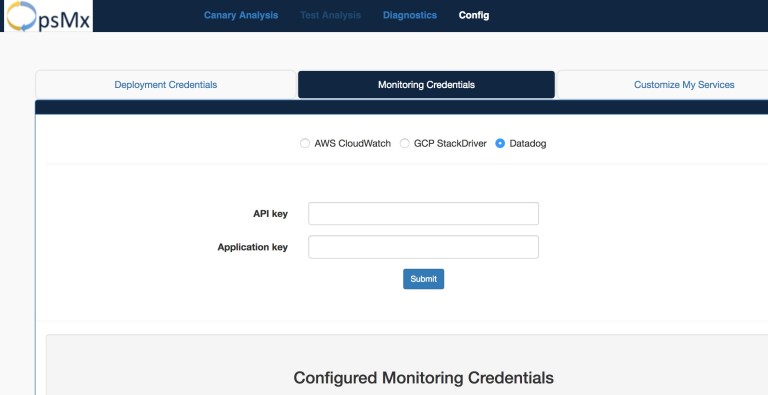 OpsMx Canary Analysis Test Analysis Diagnostics Config
Deployment Credentials Monitoring Credentials Customize My Services
AWS CloudWatch GCP StackDriver Datadog
API key
Application key
Submit
Configured Monitoring Credentials